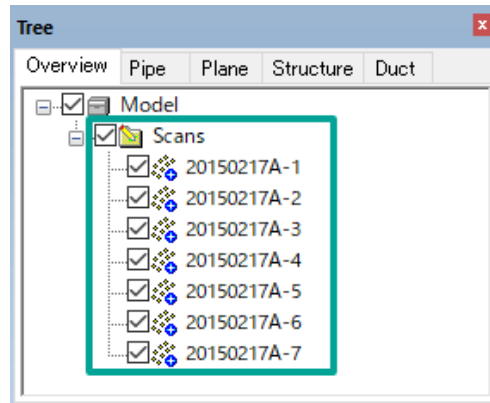 Tree
Overview Pipe Plane Structure Duct
Model
Scans
20150217A-1
20150217A-2
20150217A-3
20150217A-4
20150217A-5
20150217A-6
20150217A-7